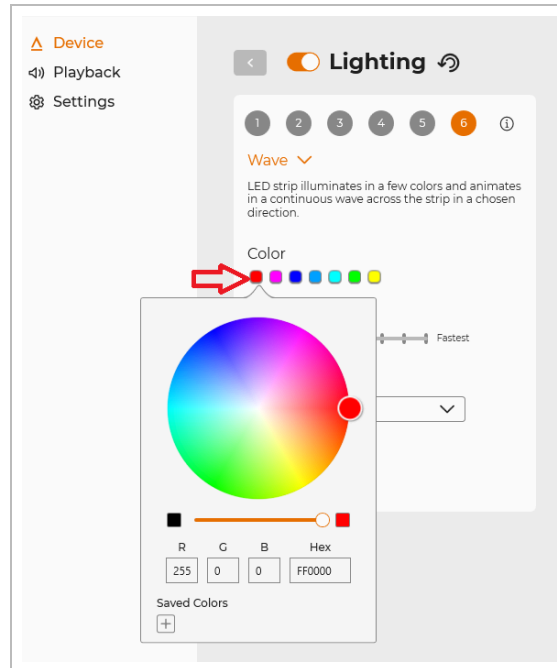 Device
Playback
Settings
Lighting
1 2 3 4 5 6
Wave
LED strip illuminates in a few colors and animates
in a continuous wave across the strip in a chosen
direction.
Color
Fastest
R G B Hex
255 0 0 FF0000
Saved Colors